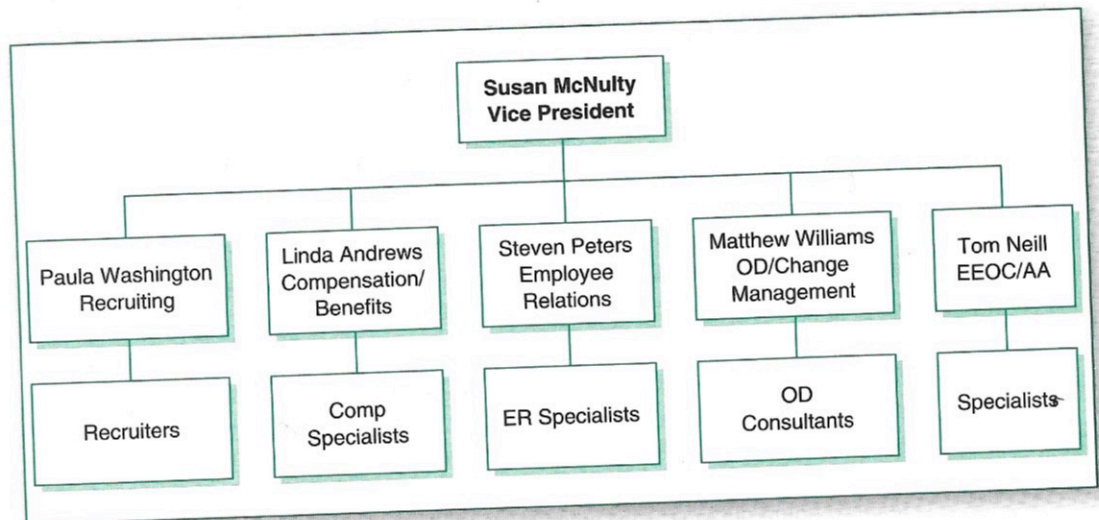 Susan McNulty
Vice President
Paula Washington
Recruiting
Linda Andrews
Compensation/
Benefits
Steven Peters
Employee
Relations
Matthew Williams
OD/Change
Management
Tom Neill
EEOC/AA
Recruiters
Comp
Specialists
ER Specialists
OD
Consultants
Specialists